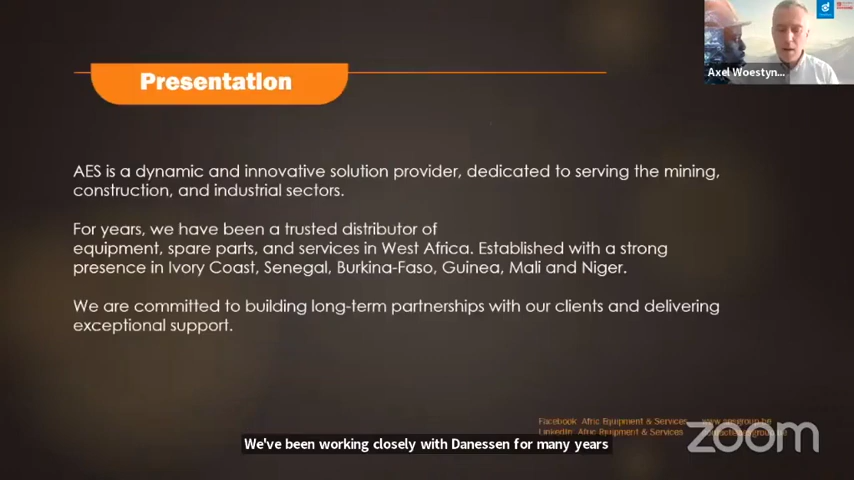 Axel Woestyn...
Presentation
AES is a dynamic and innovative solution provider, dedicated to serving the mining,
construction, and industrial sectors.
For years, we have been a trusted distributor of
equipment, spare parts, and services in West Africa. Established with a strong
presence in Ivory Coast, Senegal, Burkina-Faso, Guinea, Mali and Niger.
We are committed to building long-term partnerships with our clients and delivering
exceptional support.
Facebook: Afric Equipment & Services
LinkedIn: Afric Equipment & Services
zoom
We've been working closely with Danessen for many years